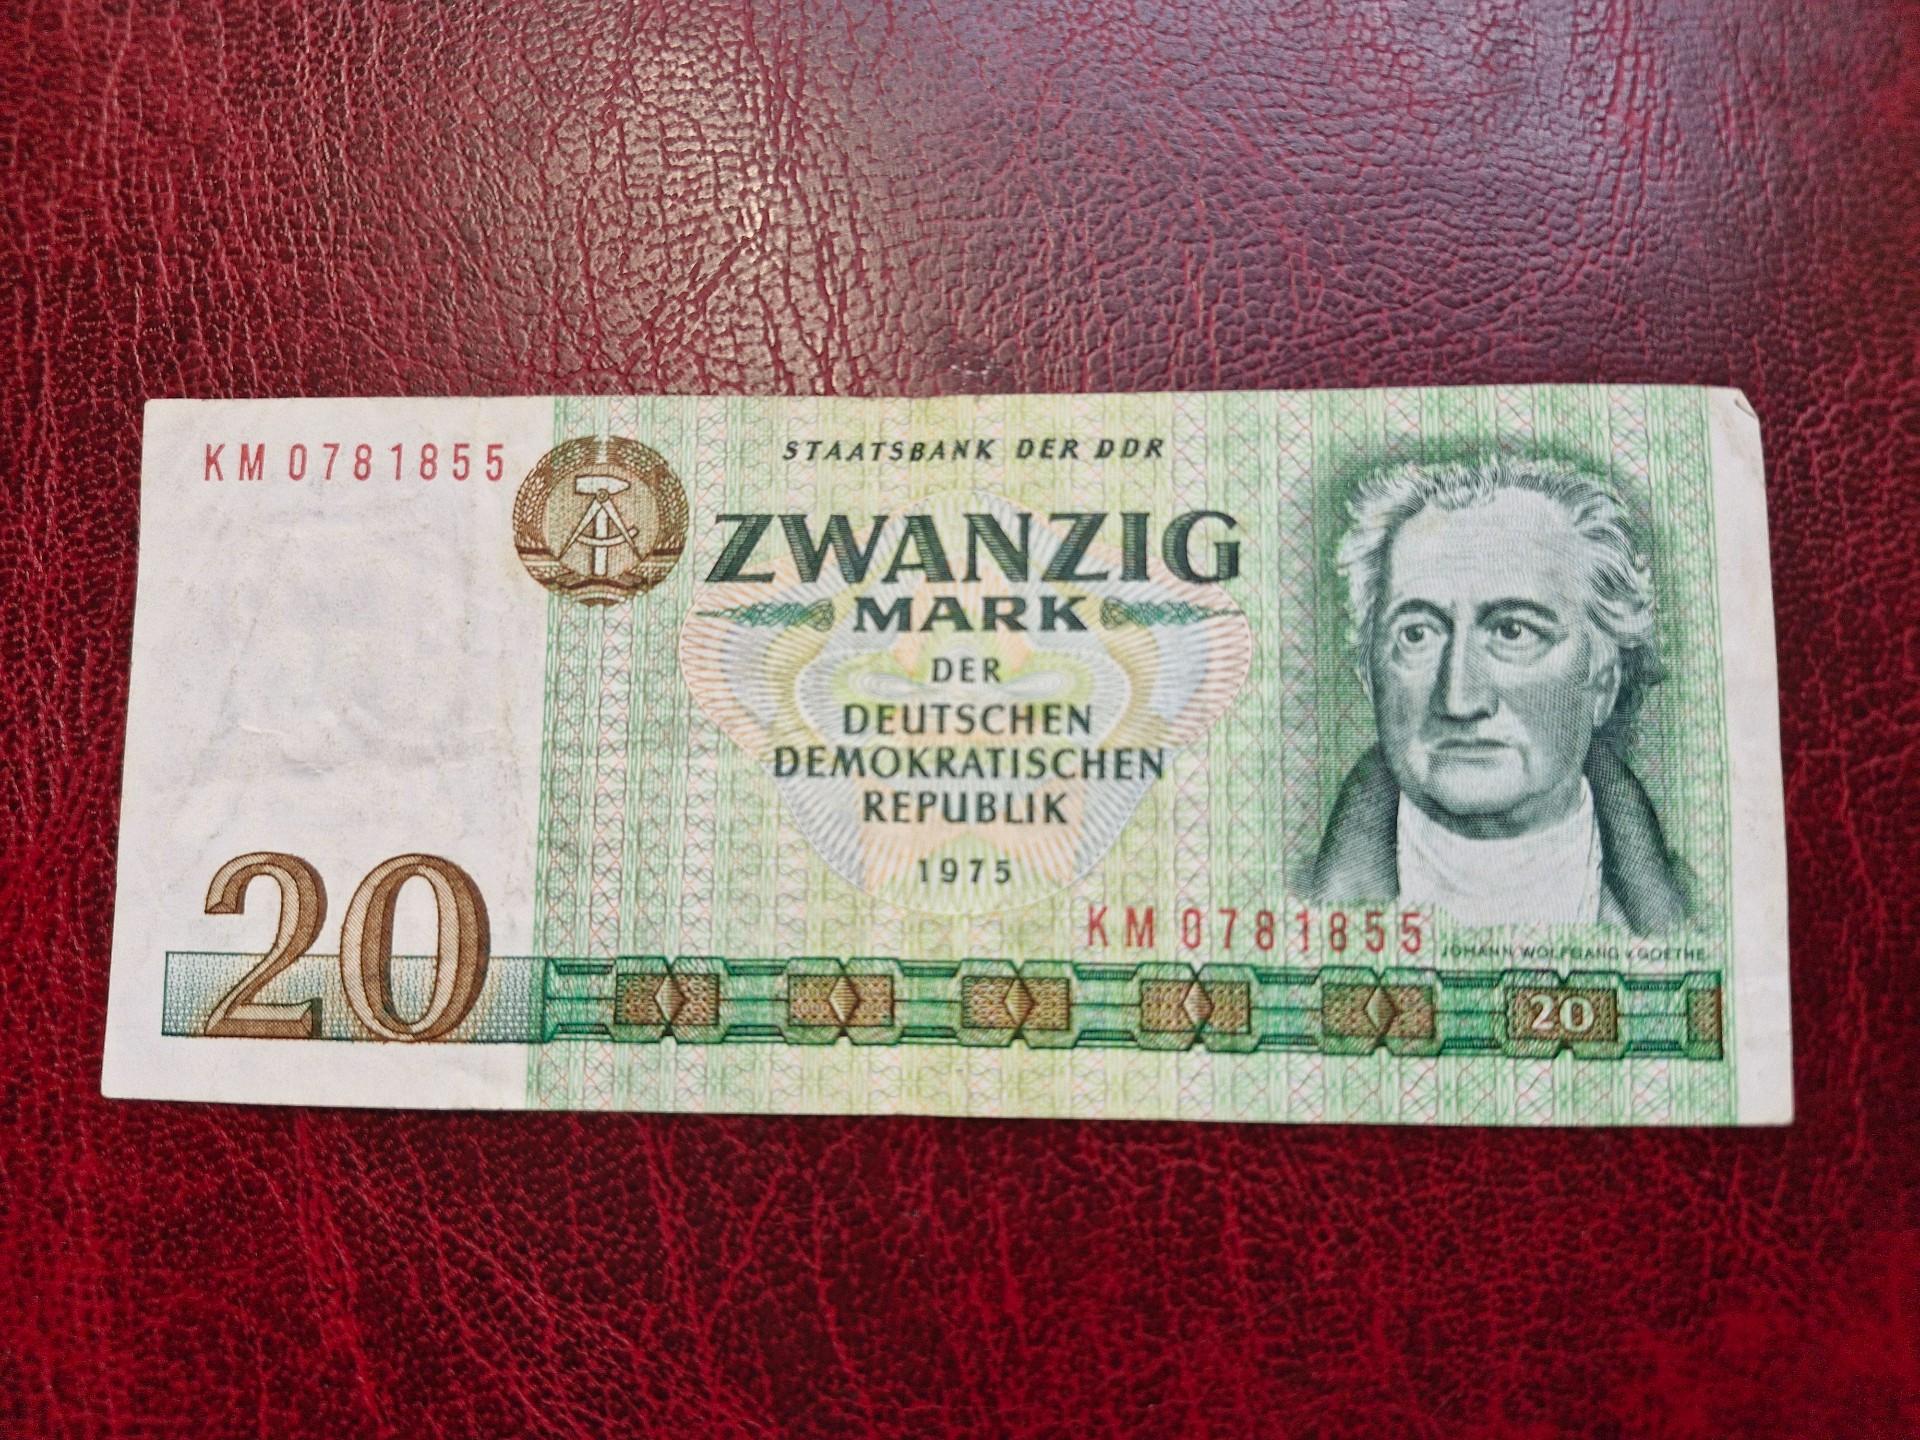 KM 0781855
STAATSBANK DER DDR
ZWANZIG
MARK
DER
DEUTSCHEN
DEMOKRATISCHEN
REPUBLIK
1975
KM 0781855
JOHANN WOLFGANG v. GOETHE
20
20